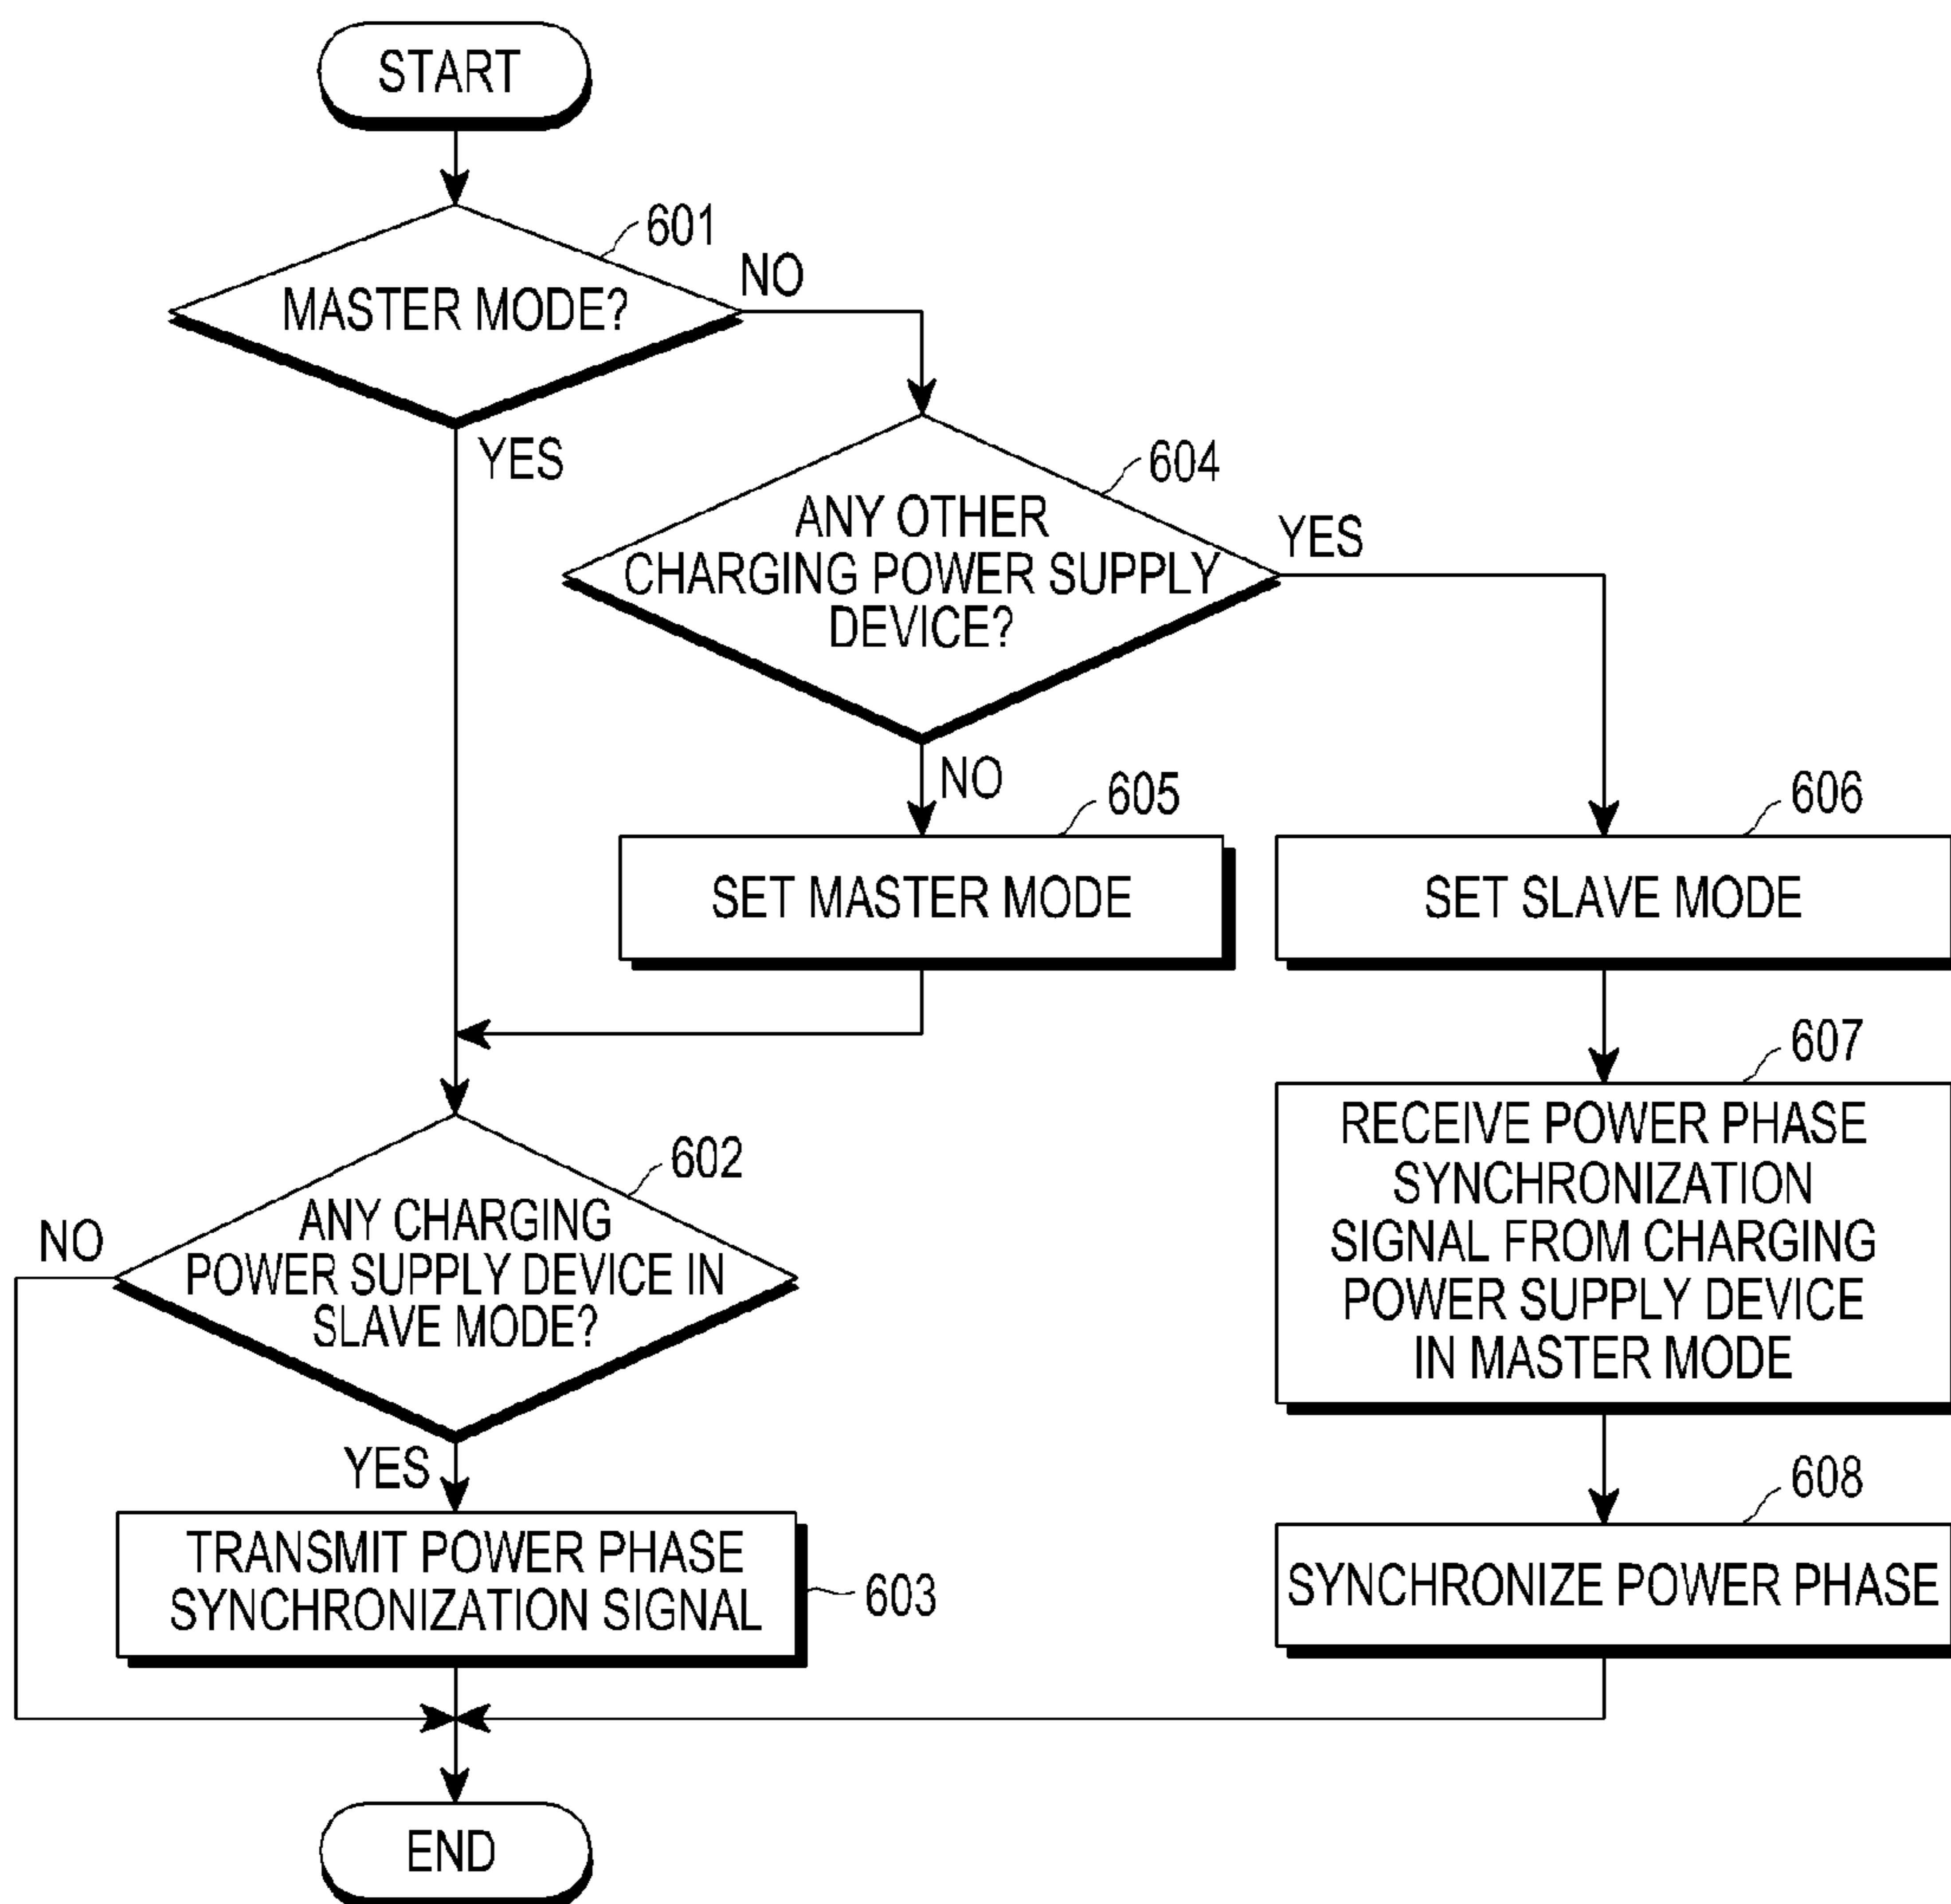 START
601
MASTER MODE?
NO
YES
604
ANY OTHER
CHARGING POWER SUPPLY
DEVICE?
YES
NO
605
SET MASTER MODE
606
SET SLAVE MODE
607
RECEIVE POWER PHASE
SYNCHRONIZATION
SIGNAL FROM CHARGING
POWER SUPPLY DEVICE
IN MASTER MODE
602
ANY CHARGING
POWER SUPPLY DEVICE IN
SLAVE MODE?
NO
YES
TRANSMIT POWER PHASE
SYNCHRONIZATION SIGNAL
603
608
SYNCHRONIZE POWER PHASE
END